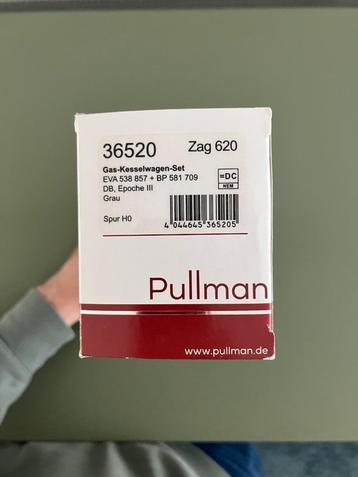 36520 Zag 620
Gas-Kesselwagen-Set
EVA 538 857 + BP 581 709
DB, Epoche III
Grau
=DC
NEM
Spur H0
4 044645 365205
Pullman
www.pullman.de